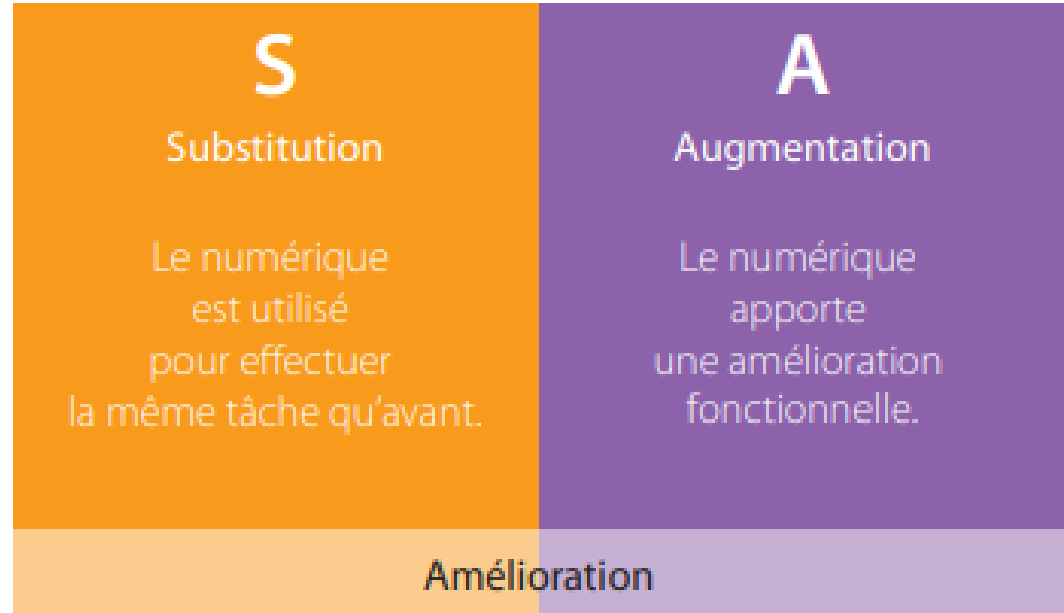 S
Substitution
Le numérique
est utilisé
pour effectuer
la même tâche qu'avant.
A
Augmentation
Le numérique
apporte
une amélioration
fonctionnelle.
Amélioration